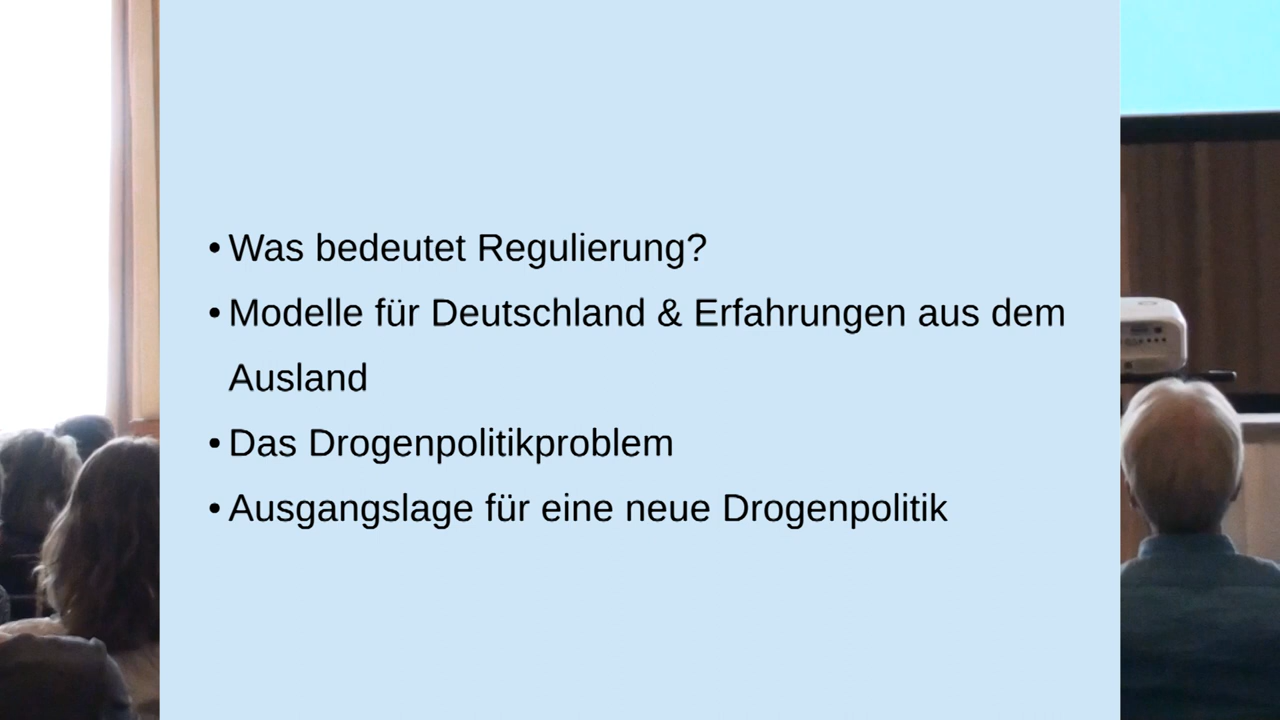 • Was bedeutet Regulierung?
• Modelle für Deutschland & Erfahrungen aus dem
Ausland
• Das Drogenpolitikproblem
• Ausgangslage für eine neue Drogenpolitik